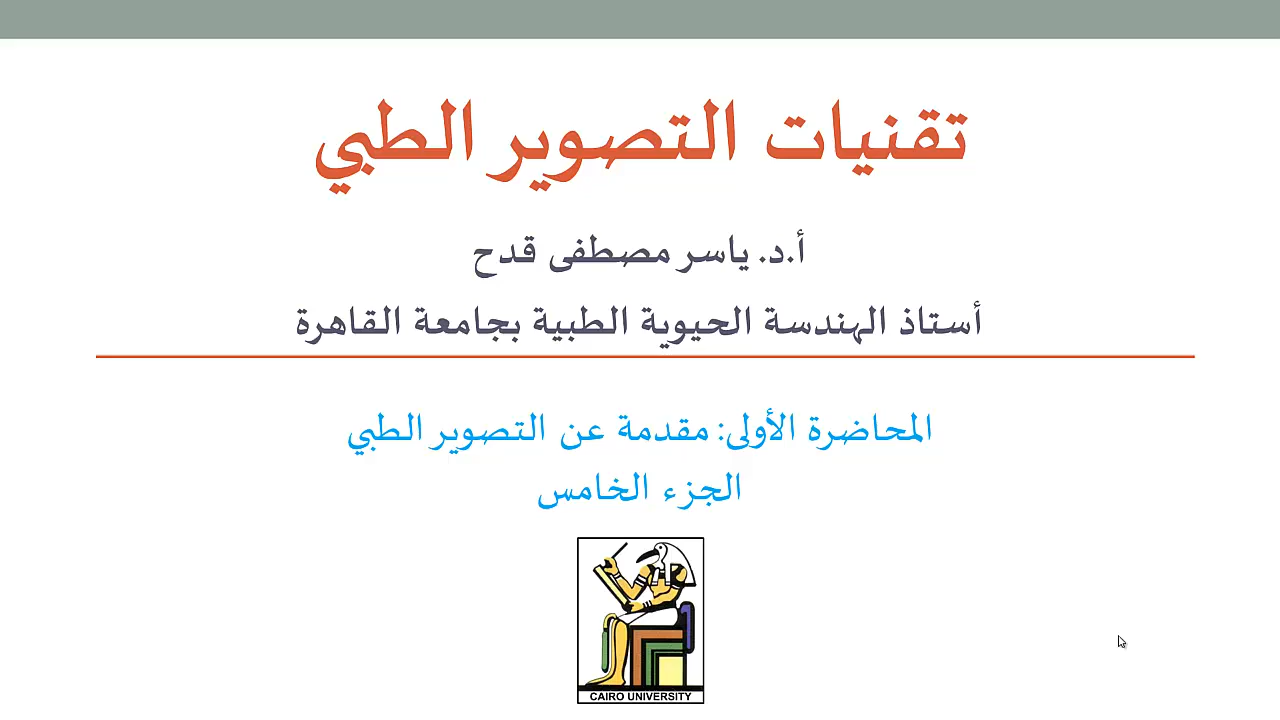 تقنيات التصوير الطبي
أ.د. ياسر مصطفى قدح
أستاذ الهندسة الحيوية الطبية بجامعة القاهرة
المحاضرة الأولى: مقدمة عن التصوير الطبي
الجزء الخامس
CAIRO UNIVERSITY